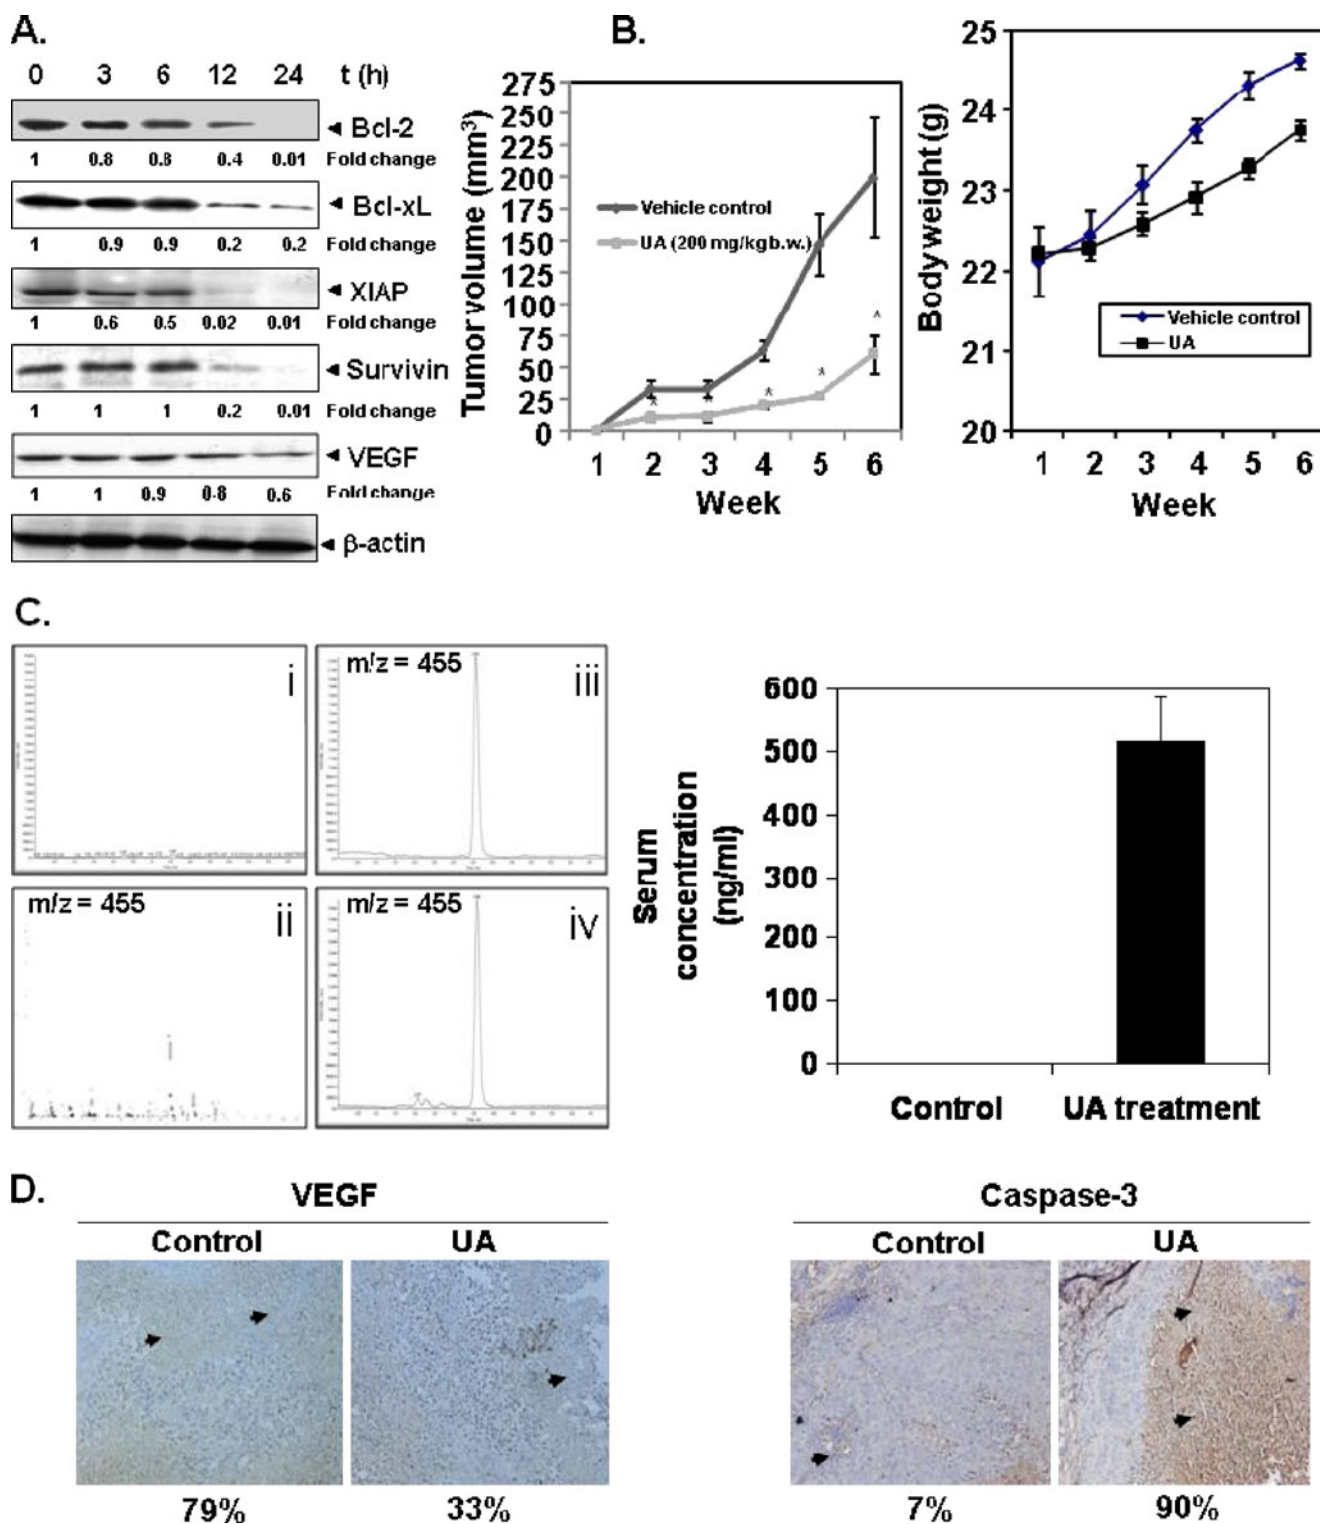 A.
0 3 6 12 24 t (h)
Bcl-2
1 0.8 0.8 0.4 0.01 Fold change
Bcl-xL
1 0.9 0.9 0.2 0.2 Fold change
XIAP
1 0.6 0.5 0.02 0.01 Fold change
Survivin
1 1 1 0.2 0.01 Fold change
VEGF
1 1 0.9 0.8 0.6 Fold change
β-actin
B.
Tumor volume (mm³)
275
250
225
200
175
150
125
100
75
50
25
0
Vehicle control
UA (200 mg/kg b.w.)
*
*
*
*
^
1 2 3 4 5 6
Week
Body weight (g)
25
24
23
22
21
20
Vehicle control
UA
1 2 3 4 5 6
Week
C.
i
m/z = 455 iii
m/z = 455 ii
m/z = 455 iv
Serum
concentration
(ng/ml)
600
500
400
300
200
100
0
Control UA treatment
D.
VEGF
Control UA
79% 33%
Caspase-3
Control UA
7% 90%